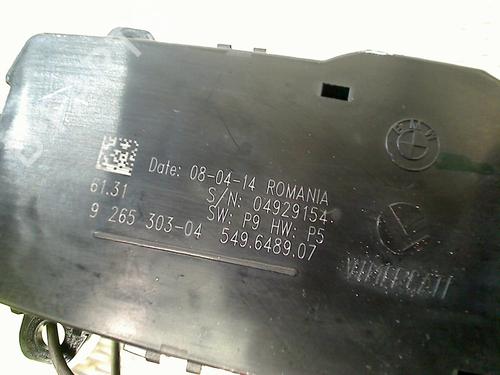 BMW
Date: 08-04-14 ROMANIA
61.31 S/N: 04929154
SW: P9 HW: P5
9 265 303-04 549.6489.07
VIMERCATI